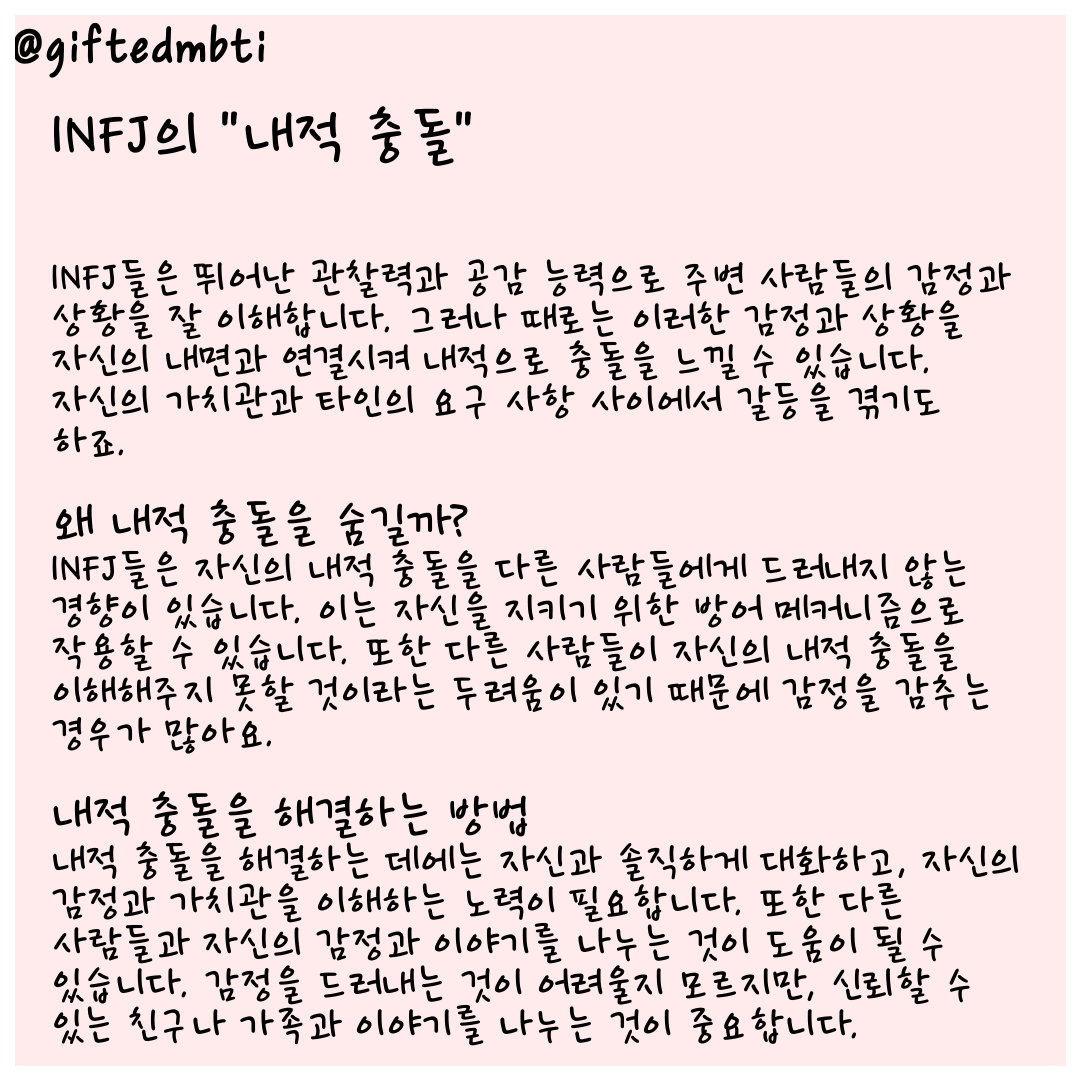 @giftedmbti
INFJ의 "내적 충돌"
INFJ들은 뛰어난 관찰력과 공감 능력으로 주변 사람들의 감정과
상황을 잘 이해합니다. 그러나 때로는 이러한 감정과 상황을
자신의 내면과 연결시켜 내적으로 충돌을 느낄 수 있습니다.
자신의 가치관과 타인의 요구 사항 사이에서 갈등을 겪기도
하죠.
왜 내적 충돌을 숨길까?
INFJ들은 자신의 내적 충돌을 다른 사람들에게 드러내지 않는
경향이 있습니다. 이는 자신을 지키기 위한 방어 메커니즘으로
작용할 수 있습니다. 또한 다른 사람들이 자신의 내적 충돌을
이해해주지 못할 것이라는 두려움이 있기 때문에 감정을 감추는
경우가 많아요.
내적 충돌을 해결하는 방법
내적 충돌을 해결하는 데에는 자신과 솔직하게 대화하고, 자신의
감정과 가치관을 이해하는 노력이 필요합니다. 또한 다른
사람들과 자신의 감정과 이야기를 나누는 것이 도움이 될 수
있습니다. 감정을 드러내는 것이 어려울지 모르지만, 신뢰할 수
있는 친구나 가족과 이야기를 나누는 것이 중요합니다.